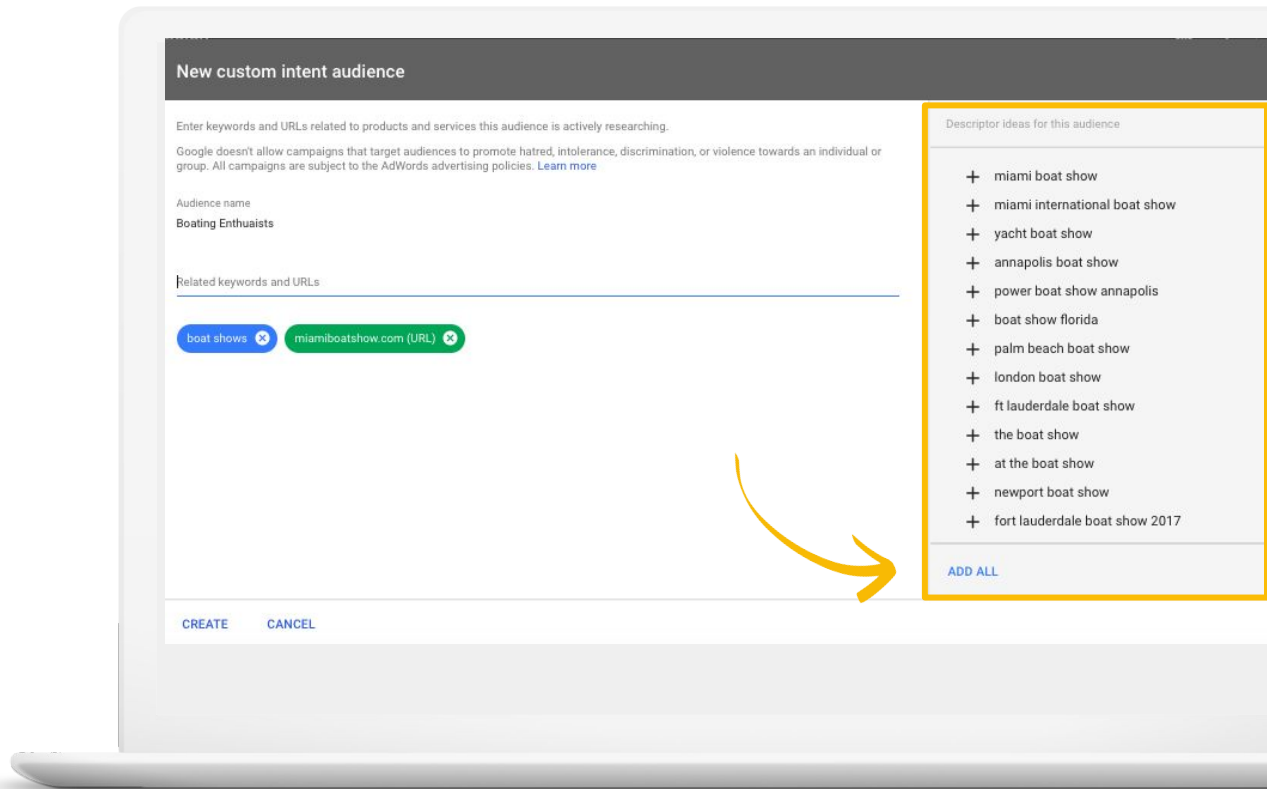 New custom intent audience
Enter keywords and URLs related to products and services this audience is actively researching.
Google doesn't allow campaigns that target audiences to promote hatred, intolerance, discrimination, or violence towards an individual or
group. All campaigns are subject to the AdWords advertising policies. Learn more
Audience name
Boating Enthuaists
Related keywords and URLs
boat shows
miamiboatshow.com (URL)
CREATE
CANCEL
Descriptor ideas for this audience
miami boat show
miami international boat show
yacht boat show
annapolis boat show
power boat show annapolis
boat show florida
palm beach boat show
london boat show
ft lauderdale boat show
the boat show
at the boat show
newport boat show
fort lauderdale boat show 2017
ADD ALL